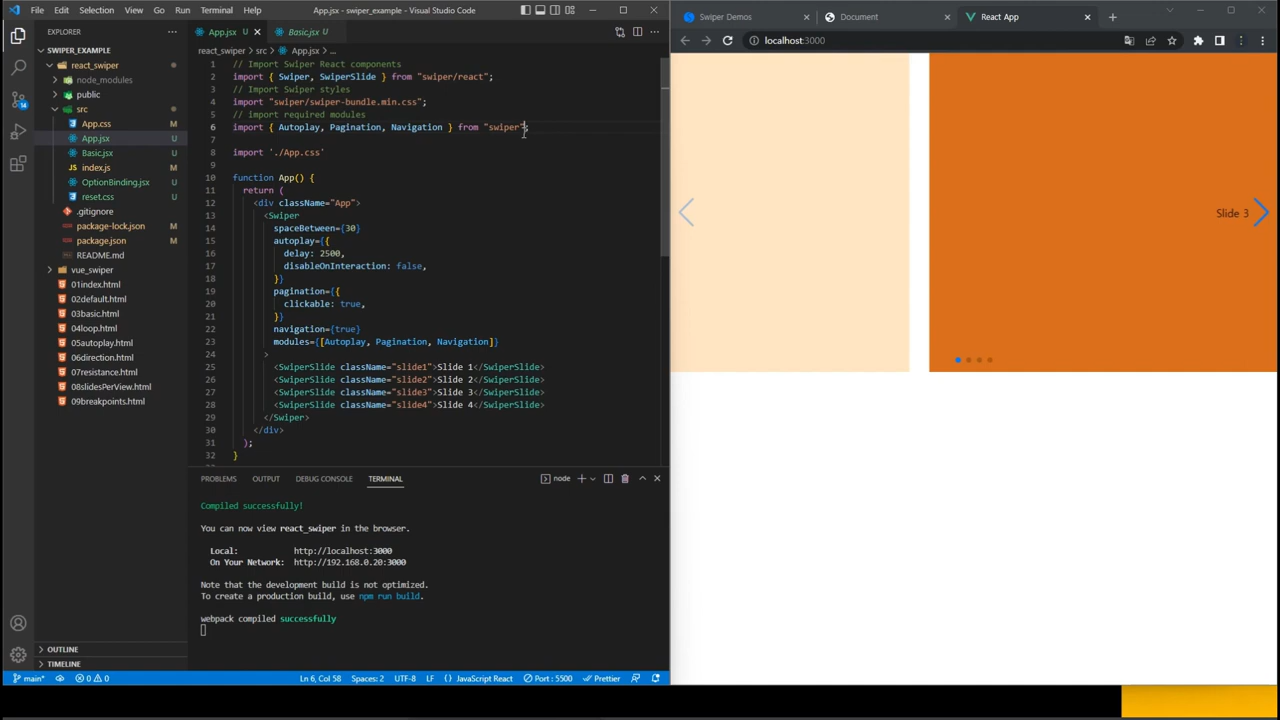 File Edit Selection View Go Run Terminal Help App.jsx - swiper_example - Visual Studio Code
Swiper Demos Document React App
localhost:3000
EXPLORER
SWIPER_EXAMPLE
react_swiper
node_modules
public
src
App.css M
App.jsx U
Basic.jsx U
index.js M
OptionBinding.jsx U
reset.css U
.gitignore
package-lock.json M
package.json M
README.md
vue_swiper
01index.html
02default.html
03basic.html
04loop.html
05autoplay.html
06direction.html
07resistance.html
08slidesPerView.html
09breakpoints.html
OUTLINE
TIMELINE
14
App.jsx U Basic.jsx U
react_swiper > src > App.jsx > ...
1 // Import Swiper React components
2 import { Swiper, SwiperSlide } from "swiper/react";
3 // Import Swiper styles
4 import "swiper/swiper-bundle.min.css";
5 // import required modules
6 import { Autoplay, Pagination, Navigation } from "swiper";
7
8 import './App.css'
9
10 function App() {
11 return (
12 <div className="App">
13 <Swiper
14 spaceBetween={30}
15 autoplay={{
16 delay: 2500,
17 disableOnInteraction: false,
18 }}
19 pagination={{
20 clickable: true,
21 }}
22 navigation={true}
23 modules={[Autoplay, Pagination, Navigation]}
24 >
25 <SwiperSlide className="slide1">Slide 1</SwiperSlide>
26 <SwiperSlide className="slide2">Slide 2</SwiperSlide>
27 <SwiperSlide className="slide3">Slide 3</SwiperSlide>
28 <SwiperSlide className="slide4">Slide 4</SwiperSlide>
29 </Swiper>
30 </div>
31 );
32 }
PROBLEMS OUTPUT DEBUG CONSOLE TERMINAL node
Compiled successfully!
You can now view react_swiper in the browser.
Local: http://localhost:3000
On Your Network: http://192.168.0.20:3000
Note that the development build is not optimized.
To create a production build, use npm run build.
webpack compiled successfully
main* 0 0 Ln 6, Col 58 Spaces: 2 UTF-8 LF JavaScript React Port : 5500 Prettier
Slide 3